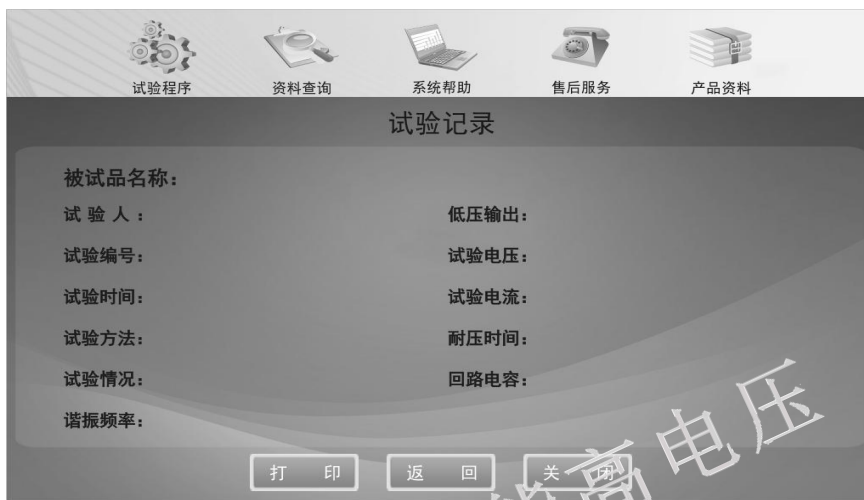 试验程序 资料查询 系统帮助 售后服务 产品资料
试验记录
被试品名称：
试 验 人 ： 低压输出：
试验编号： 试验电压：
试验时间： 试验电流：
试验方法： 耐压时间：
试验情况： 回路电容：
谐振频率：
打 印 返 回 关 闭
高电压